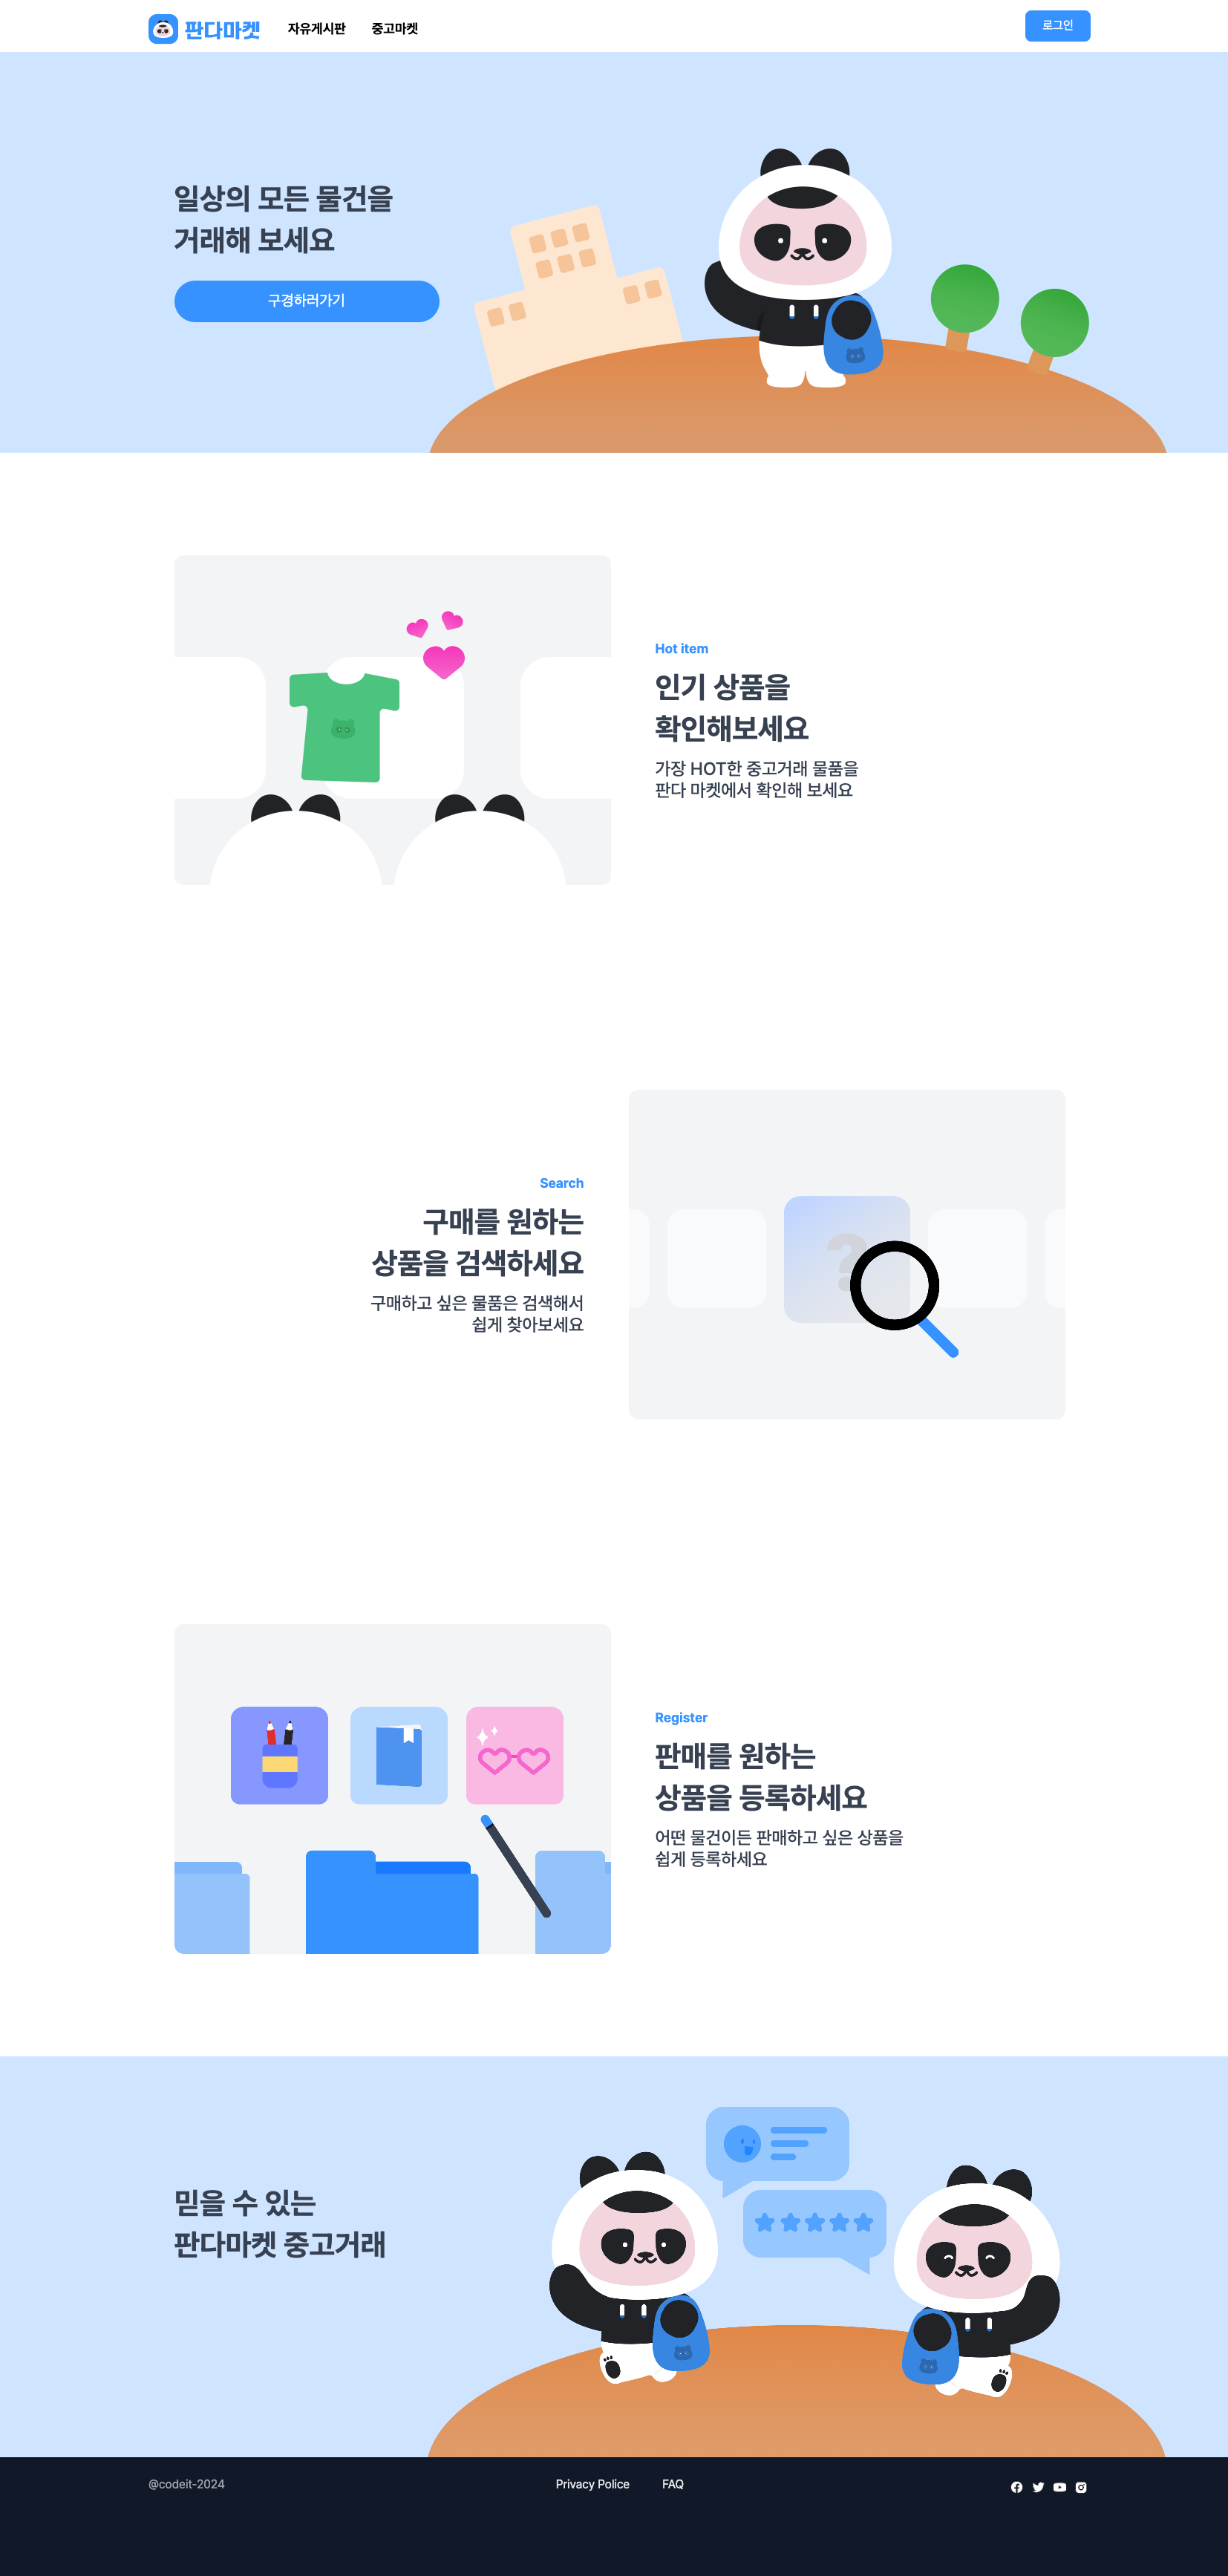 판다마켓 자유게시판 중고마켓 로그인
일상의 모든 물건을
거래해 보세요
구경하러가기
Hot item
인기 상품을
확인해보세요
가장 HOT한 중고거래 물품을
판다 마켓에서 확인해 보세요
Search
구매를 원하는
상품을 검색하세요
구매하고 싶은 물품은 검색해서
쉽게 찾아보세요
?
Register
판매를 원하는
상품을 등록하세요
어떤 물건이든 판매하고 싶은 상품을
쉽게 등록하세요
믿을 수 있는
판다마켓 중고거래
@codeit-2024 Privacy Police FAQ